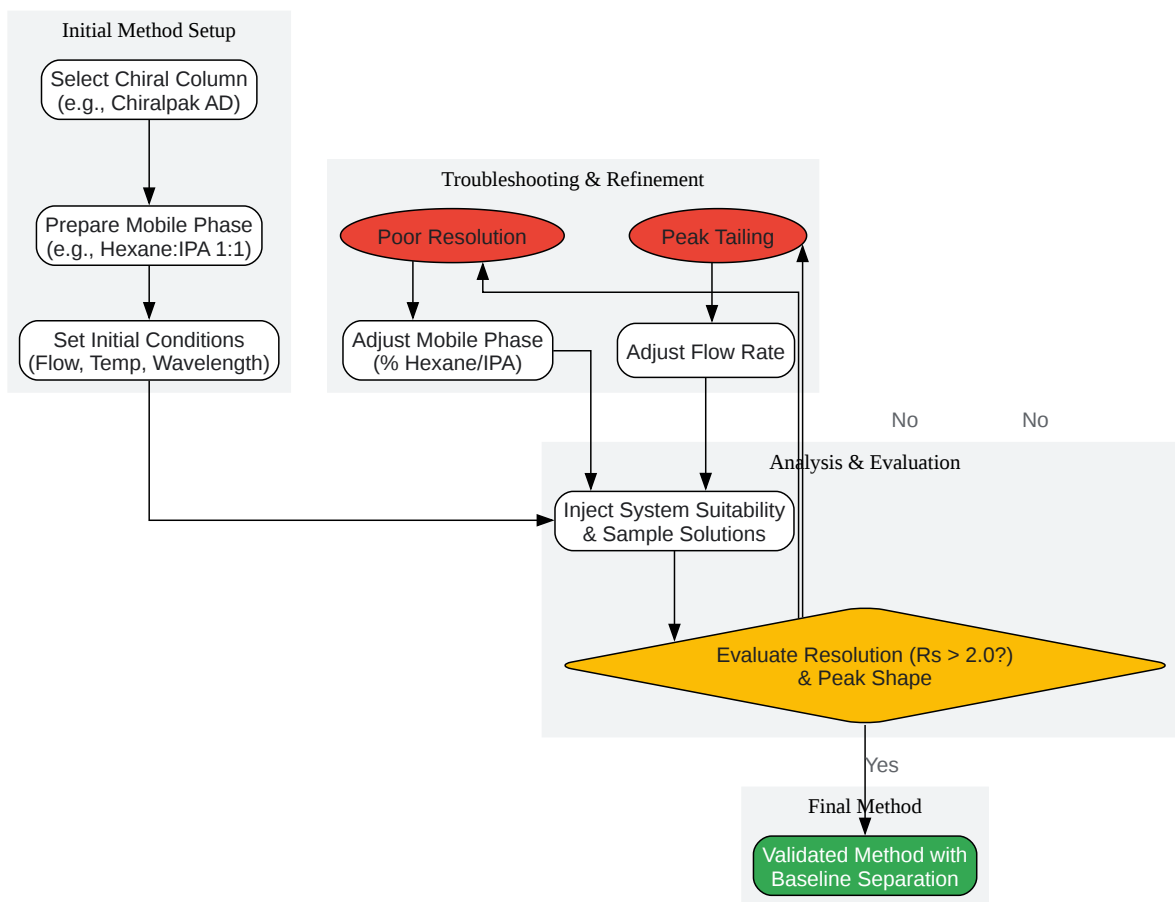 Initial Method Setup
Select Chiral Column
(e.g., Chiralpak AD)
Prepare Mobile Phase
(e.g., Hexane:IPA 1:1)
Set Initial Conditions
(Flow, Temp, Wavelength)
Troubleshooting & Refinement
Poor Resolution
Peak Tailing
Adjust Mobile Phase
(% Hexane/IPA)
Adjust Flow Rate
No
No
Analysis & Evaluation
Inject System Suitability
& Sample Solutions
Evaluate Resolution (Rs > 2.0?)
& Peak Shape
Yes
Final Method
Validated Method with
Baseline Separation